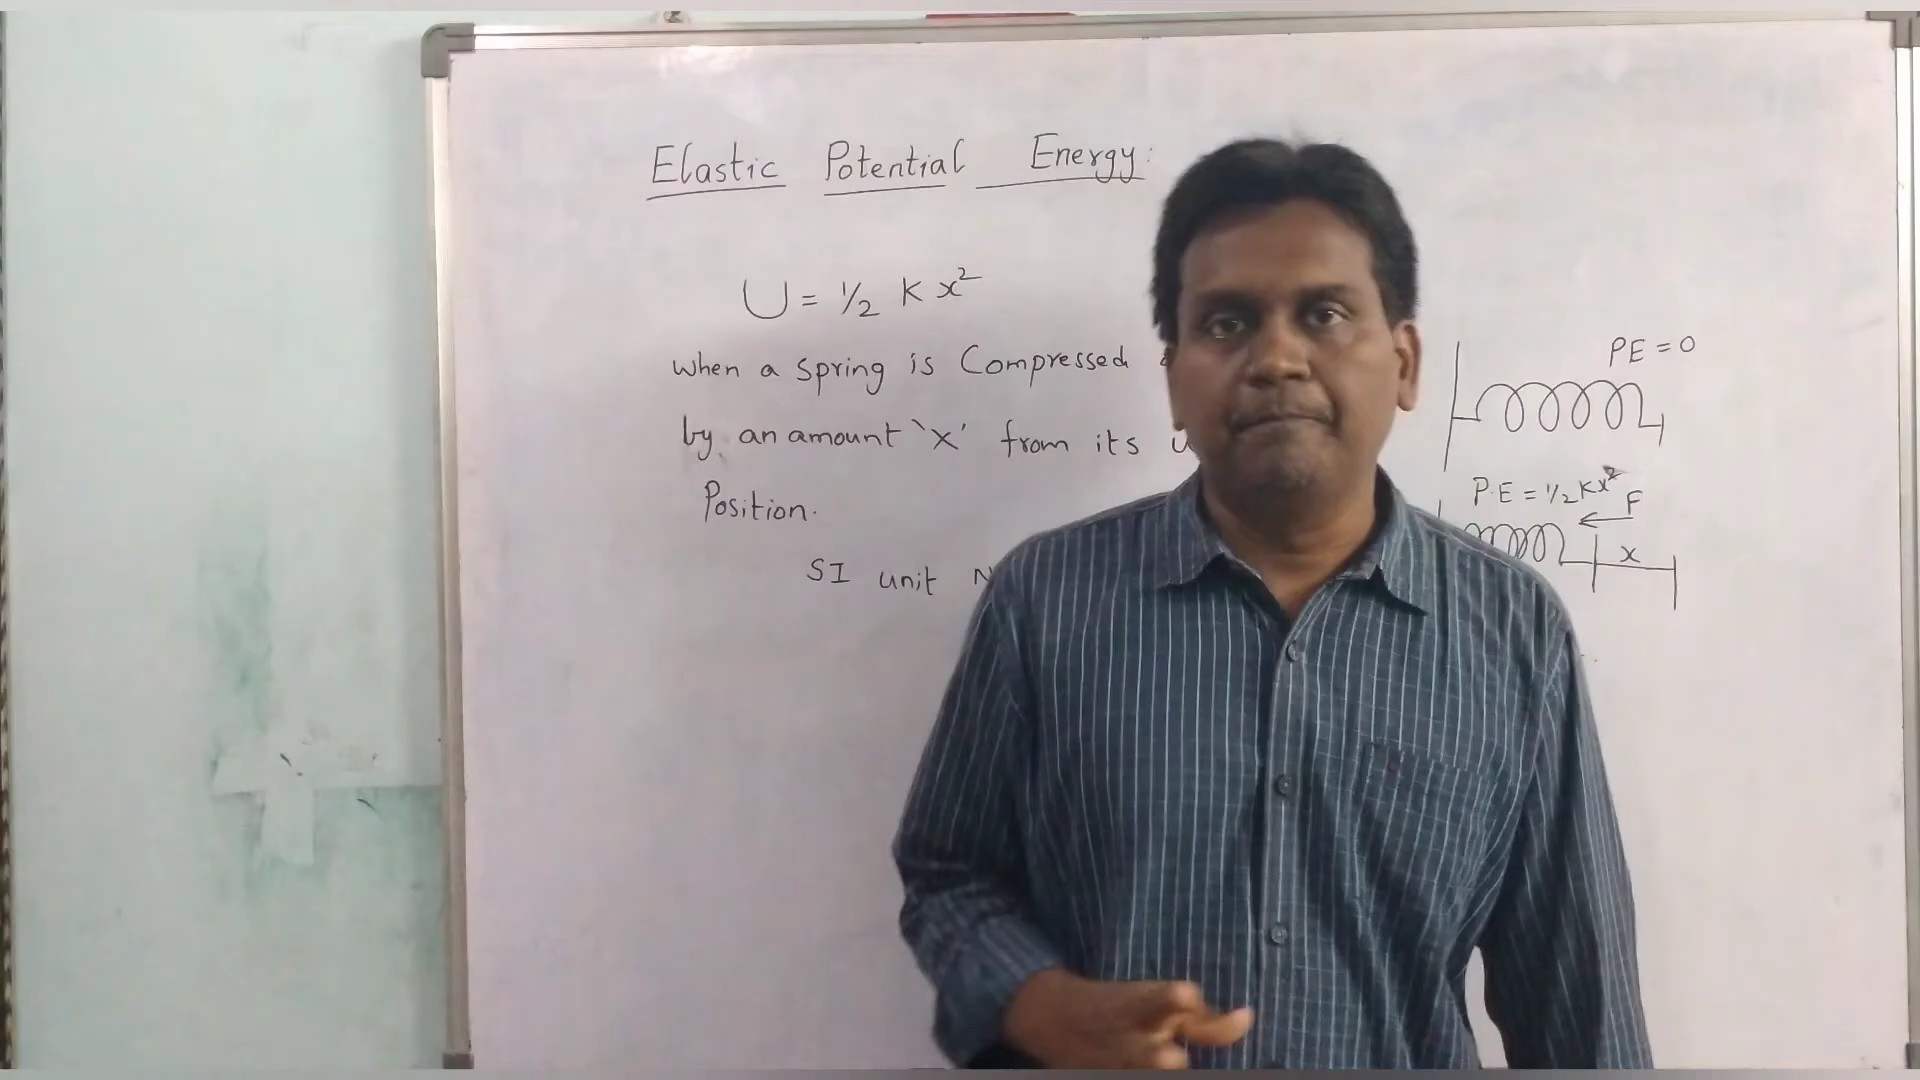 Elastic Potential Energy:
U = 1/2 K x²
When a spring is Compressed
by an amount 'x' from its
Position.
SI unit
PE = 0
P.E = 1/2 Kx²
F
x